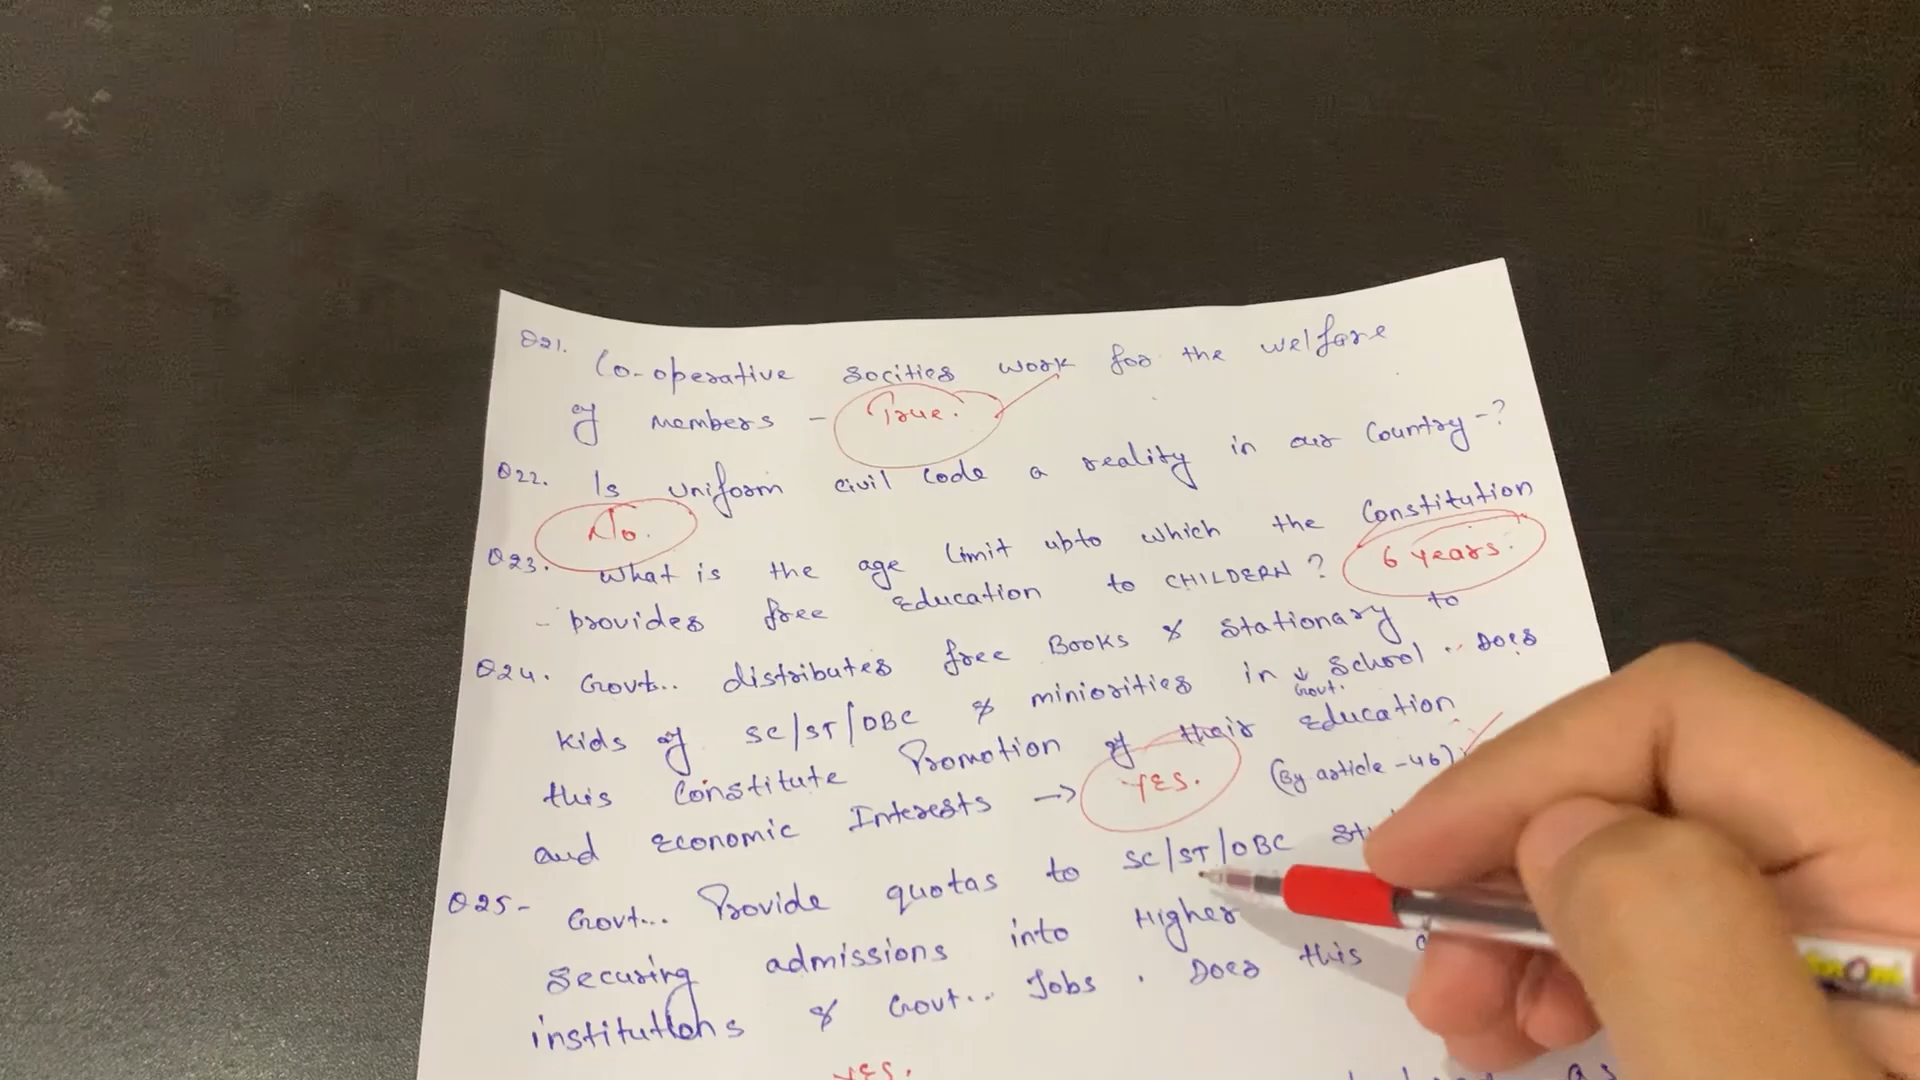 Q21. Co-operative socities work for the welfare
of members - True.
Q22. Is uniform civil code a reality in our Country-?
No.
Q23. What is the age limit upto which the Constitution
- provides free Education to CHILDERN? 6 years.
Q24. Govt.. distributes free Books & Stationary to
kids of SC/ST/OBC & miniorities in ↓ School.. Does
Govt.
this Constitute Promotion of their Education
and Economic Interests → YES. (By article -46).
Q25- Govt... Provide quotas to SC/ST/OBC
securing admissions into Higher
institutions & Govt... Jobs. Does this
YES. as